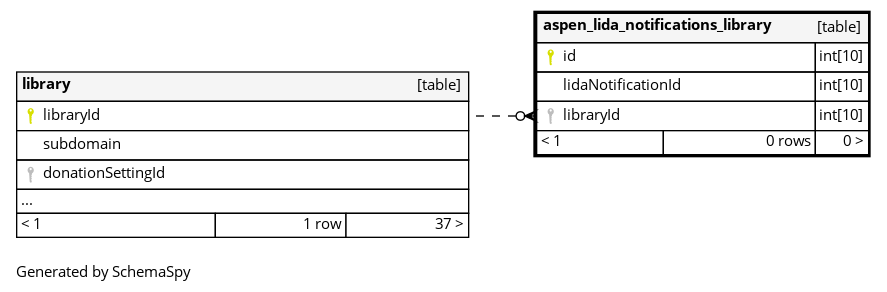 aspen_lida_notifications_library [table]
id int[10]
lidaNotificationId int[10]
libraryId int[10]
< 1 0 rows 0 >
library [table]
libraryId
subdomain
donationSettingId
...
< 1 1 row 37 >
Generated by SchemaSpy